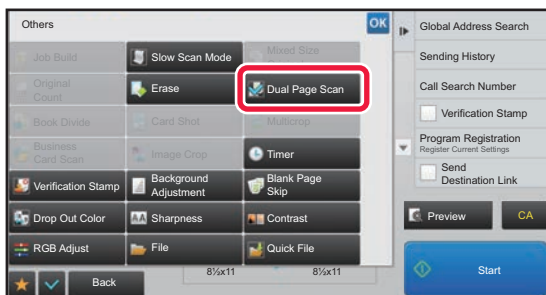 Others
OK
Job Build
Slow Scan Mode
Mixed Size
Original
Original
Count
Erase
Dual Page Scan
Book Divide
Card Shot
Multicrop
Business
Card Scan
Image Crop
Timer
Verification Stamp
Background
Adjustment
Blank Page
Skip
Drop Out Color
Sharpness
Contrast
RGB Adjust
File
Quick File
Back
8½x11
8½x11
Global Address Search
Sending History
Call Search Number
Verification Stamp
Program Registration
Register Current Settings
Send
Destination Link
Preview
CA
Start